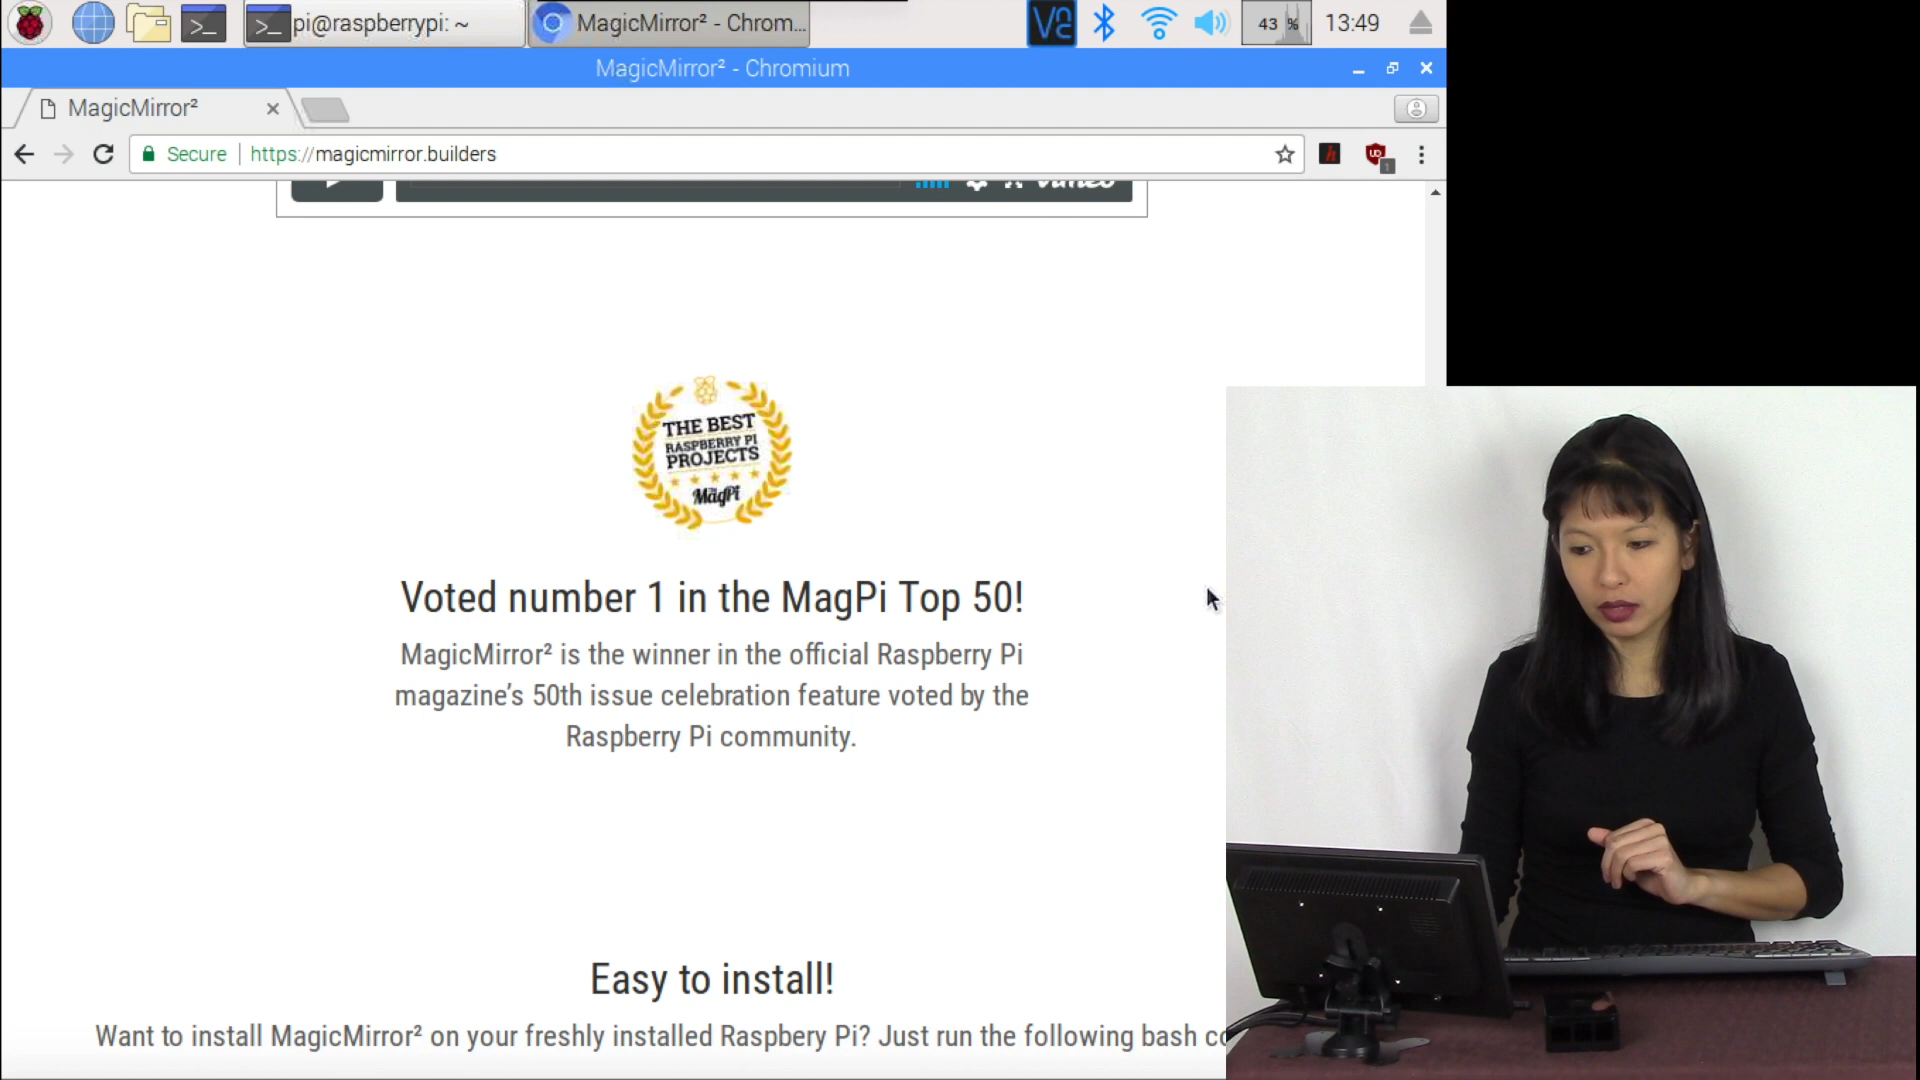 pi@raspberrypi: ~
MagicMirror² - Chrom...
43 %
13:49
MagicMirror² - Chromium
MagicMirror²
Secure
https://magicmirror.builders
vimeo
THE BEST
RASPBERRY PI
PROJECTS
MagPi
Voted number 1 in the MagPi Top 50!
MagicMirror² is the winner in the official Raspberry Pi
magazine’s 50th issue celebration feature voted by the
Raspberry Pi community.
Easy to install!
Want to install MagicMirror² on your freshly installed Raspbery Pi? Just run the following bash co